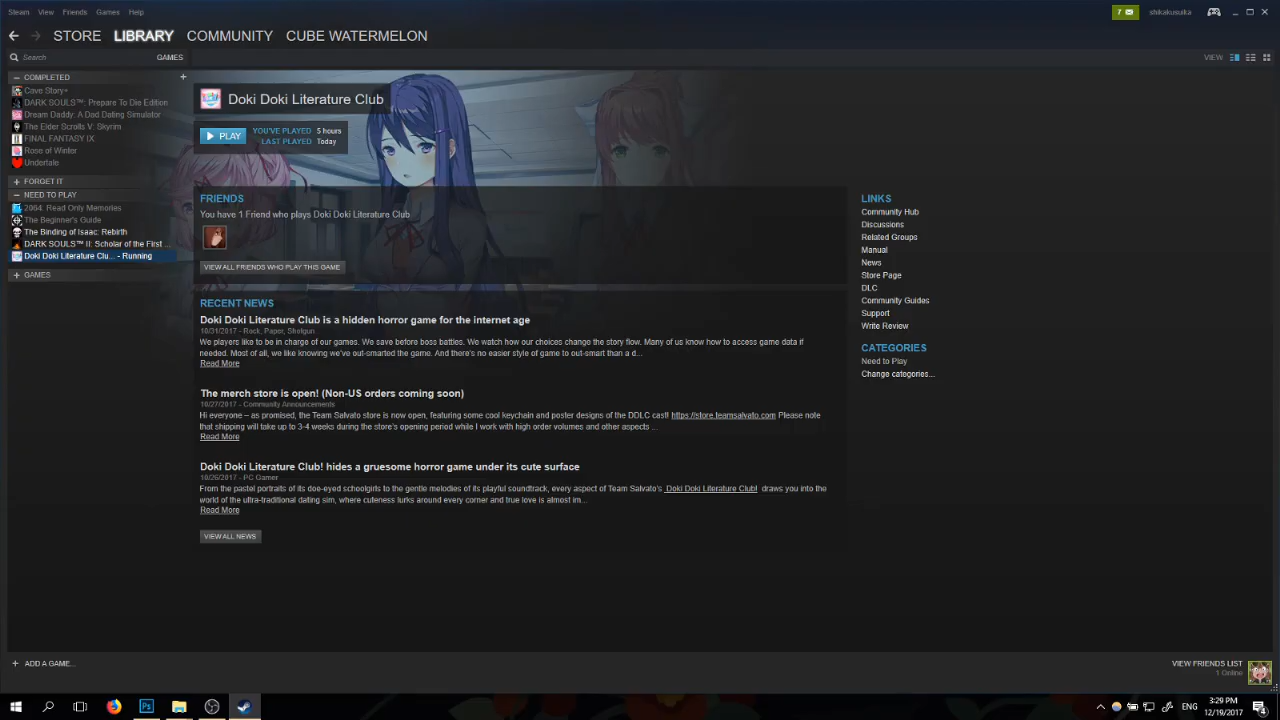 Steam View Friends Games Help
7
shikakusuika
STORE LIBRARY COMMUNITY CUBE WATERMELON
Search GAMES
VIEW
COMPLETED
Cave Story+
DARK SOULS™: Prepare To Die Edition
Dream Daddy: A Dad Dating Simulator
The Elder Scrolls V: Skyrim
FINAL FANTASY IX
Rose of Winter
Undertale
FORGET IT
NEED TO PLAY
2064: Read Only Memories
The Beginner's Guide
The Binding of Isaac: Rebirth
DARK SOULS™ II: Scholar of the First ...
Doki Doki Literature Clu... - Running
GAMES
Doki Doki Literature Club
PLAY
YOU'VE PLAYED 5 hours
LAST PLAYED Today
FRIENDS
You have 1 Friend who plays Doki Doki Literature Club
VIEW ALL FRIENDS WHO PLAY THIS GAME
RECENT NEWS
Doki Doki Literature Club is a hidden horror game for the internet age
10/31/2017 - Rock, Paper, Shotgun
We players like to be in charge of our games. We save before boss battles. We watch how our choices change the story flow. Many of us know how to access game data if
needed. Most of all, we like knowing we've out-smarted the game. And there's no easier style of game to out-smart than a d...
Read More
The merch store is open! (Non-US orders coming soon)
10/27/2017 - Community Announcements
Hi everyone – as promised, the Team Salvato store is now open, featuring some cool keychain and poster designs of the DDLC cast! https://store.teamsalvato.com Please note
that shipping will take up to 3-4 weeks during the store's opening period while I work with high order volumes and other aspects ...
Read More
Doki Doki Literature Club! hides a gruesome horror game under its cute surface
10/26/2017 - PC Gamer
From the pastel portraits of its doe-eyed schoolgirls to the gentle melodies of its playful soundtrack, every aspect of Team Salvato's Doki Doki Literature Club! draws you into the
world of the ultra-traditional dating sim, where cuteness lurks around every corner and true love is almost im...
Read More
VIEW ALL NEWS
LINKS
Community Hub
Discussions
Related Groups
Manual
News
Store Page
DLC
Community Guides
Support
Write Review
CATEGORIES
Need to Play
Change categories...
ADD A GAME...
VIEW FRIENDS LIST
1 Online
Ps
ENG
3:29 PM
12/19/2017
4